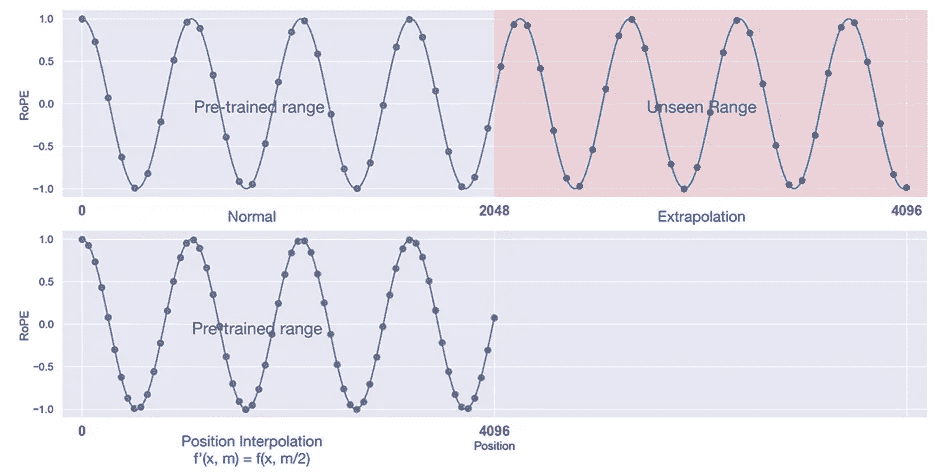 1.0
0.5
0.0
−0.5
−1.0
RoPE
Pre-trained range
Unseen Range
0
2048
4096
Normal
Extrapolation
1.0
0.5
0.0
−0.5
−1.0
RoPE
Pre-trained range
0
4096
Position
Position Interpolation
f'(x, m) = f(x, m/2)